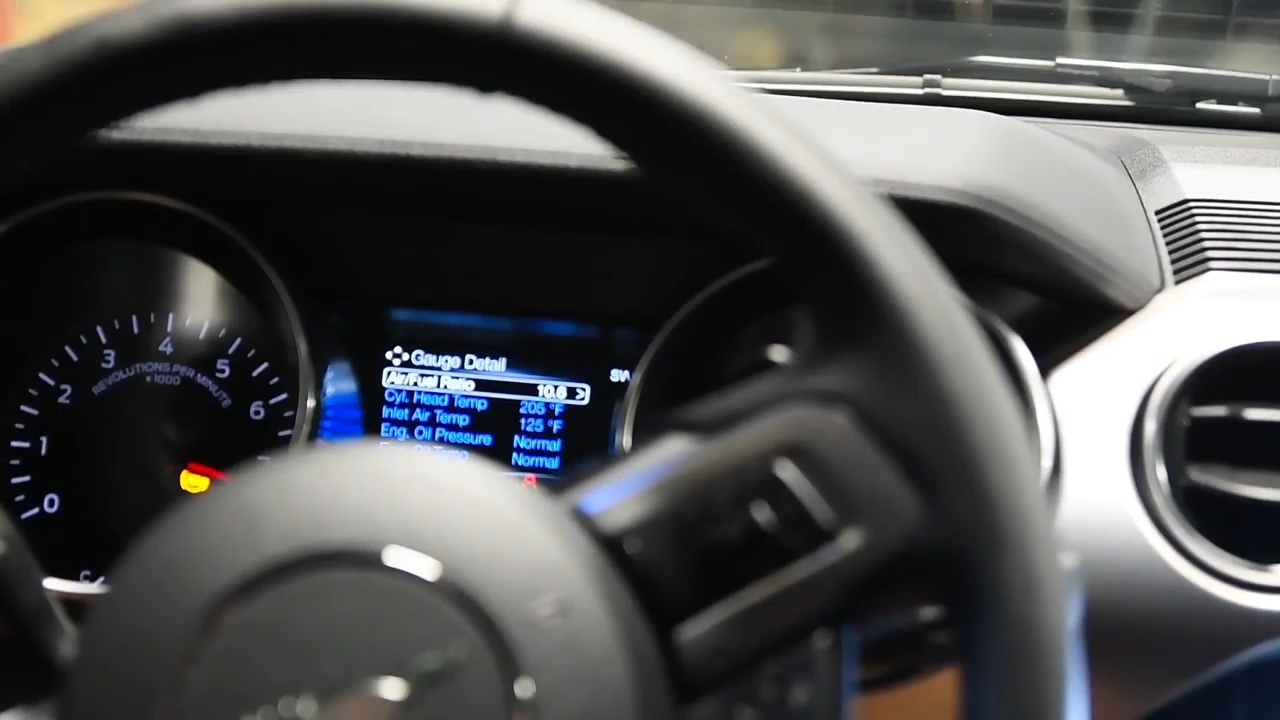 Gauge Detail
Air/Fuel Ratio 10.6 >
Cyl. Head Temp 205 °F
Inlet Air Temp 125 °F
Eng. Oil Pressure Normal
Normal
SW
0
1
2
3
4
5
6
REVOLUTIONS PER MINUTE
x1000
C